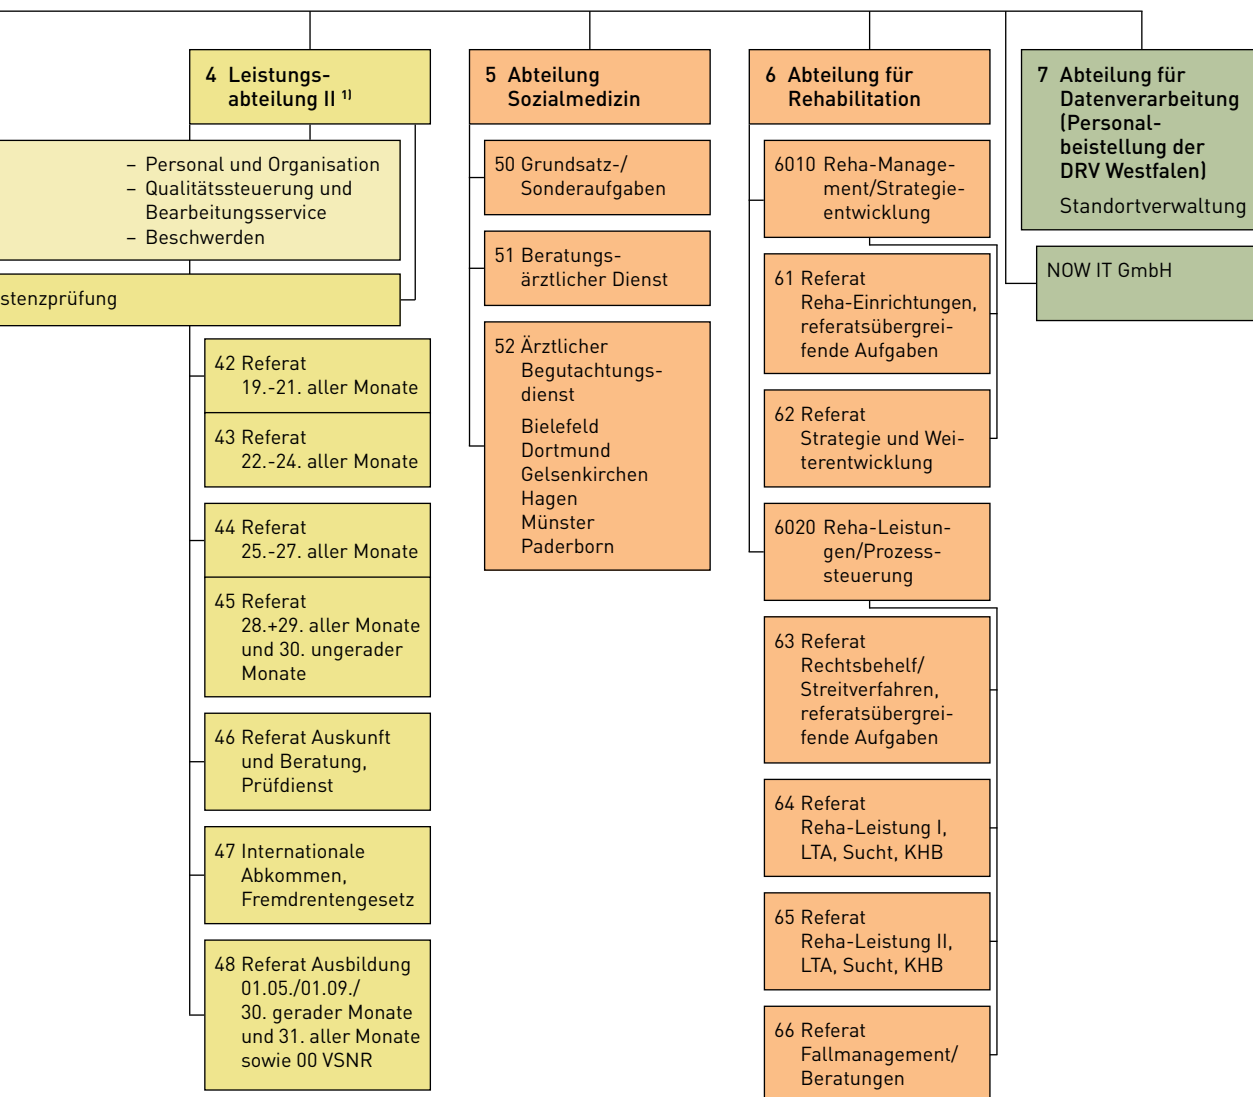 4 Leistungs-
abteilung II 1)
– Personal und Organisation
– Qualitätssteuerung und
Bearbeitungsservice
– Beschwerden
stenzprüfung
42 Referat
19.-21. aller Monate
43 Referat
22.-24. aller Monate
44 Referat
25.-27. aller Monate
45 Referat
28.+29. aller Monate
und 30. ungerader
Monate
46 Referat Auskunft
und Beratung,
Prüfdienst
47 Internationale
Abkommen,
Fremdrentengesetz
48 Referat Ausbildung
01.05./01.09./
30. gerader Monate
und 31. aller Monate
sowie 00 VSNR
5 Abteilung
Sozialmedizin
50 Grundsatz-/
Sonderaufgaben
51 Beratungs-
ärztlicher Dienst
52 Ärztlicher
Begutachtungs-
dienst
Bielefeld
Dortmund
Gelsenkirchen
Hagen
Münster
Paderborn
6 Abteilung für
Rehabilitation
6010 Reha-Manage-
ment/Strategie-
entwicklung
61 Referat
Reha-Einrichtungen,
referatsübergrei-
fende Aufgaben
62 Referat
Strategie und Wei-
terentwicklung
6020 Reha-Leistun-
gen/Prozess-
steuerung
63 Referat
Rechtsbehelf/
Streitverfahren,
referatsübergrei-
fende Aufgaben
64 Referat
Reha-Leistung I,
LTA, Sucht, KHB
65 Referat
Reha-Leistung II,
LTA, Sucht, KHB
66 Referat
Fallmanagement/
Beratungen
7 Abteilung für
Datenverarbeitung
(Personal-
beistellung der
DRV Westfalen)
Standortverwaltung
NOW IT GmbH